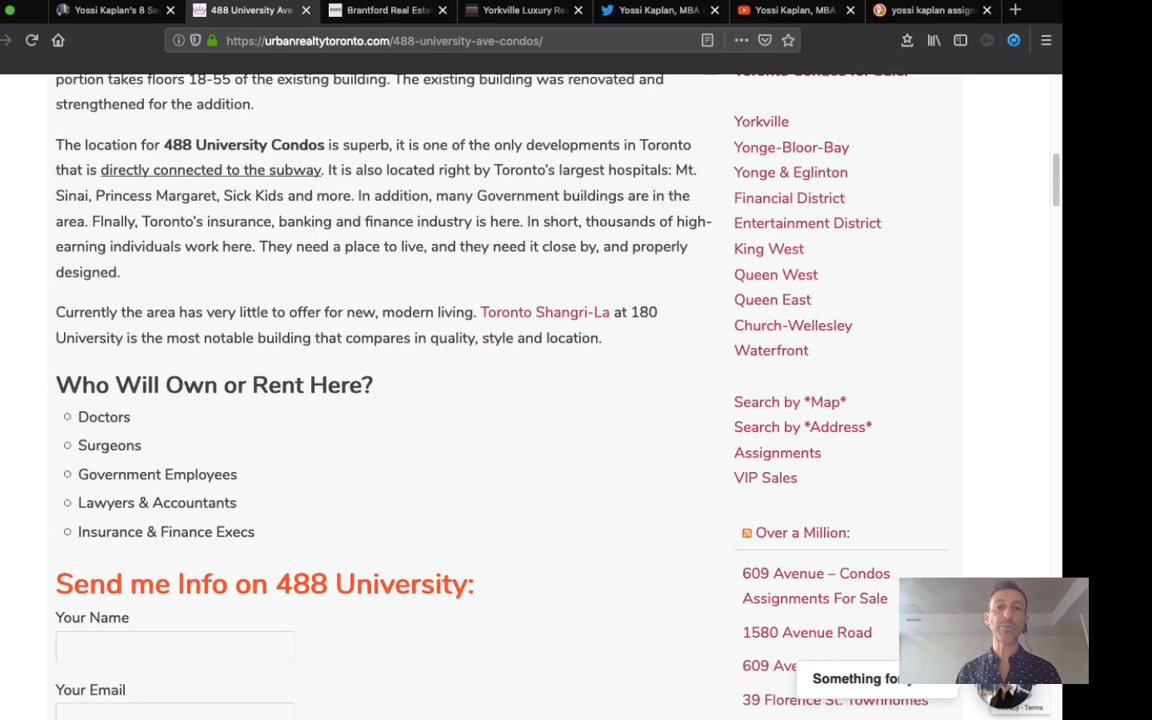 Yossi Kaplan's 8 Se
488 University Ave
Brantford Real Esta
Yorkville Luxury Re
Yossi Kaplan, MBA
Yossi Kaplan, MBA
yossi kaplan assign
https://urbanrealtytoronto.com/488-university-ave-condos/
portion takes floors 18-55 of the existing building. The existing building was renovated and
strengthened for the addition.
The location for 488 University Condos is superb, it is one of the only developments in Toronto
that is directly connected to the subway. It is also located right by Toronto's largest hospitals: Mt.
Sinai, Princess Margaret, Sick Kids and more. In addition, many Government buildings are in the
area. FInally, Toronto's insurance, banking and finance industry is here. In short, thousands of high-
earning individuals work here. They need a place to live, and they need it close by, and properly
designed.
Currently the area has very little to offer for new, modern living. Toronto Shangri-La at 180
University is the most notable building that compares in quality, style and location.
Who Will Own or Rent Here?
Doctors
Surgeons
Government Employees
Lawyers & Accountants
Insurance & Finance Execs
Send me Info on 488 University:
Your Name
Your Email
Toronto Condos for Sale:
Yorkville
Yonge-Bloor-Bay
Yonge & Eglinton
Financial District
Entertainment District
King West
Queen West
Queen East
Church-Wellesley
Waterfront
Search by *Map*
Search by *Address*
Assignments
VIP Sales
Over a Million:
609 Avenue – Condos
Assignments For Sale
1580 Avenue Road
609 Ave
Something for
39 Florence St. Townhomes
Privacy - Terms